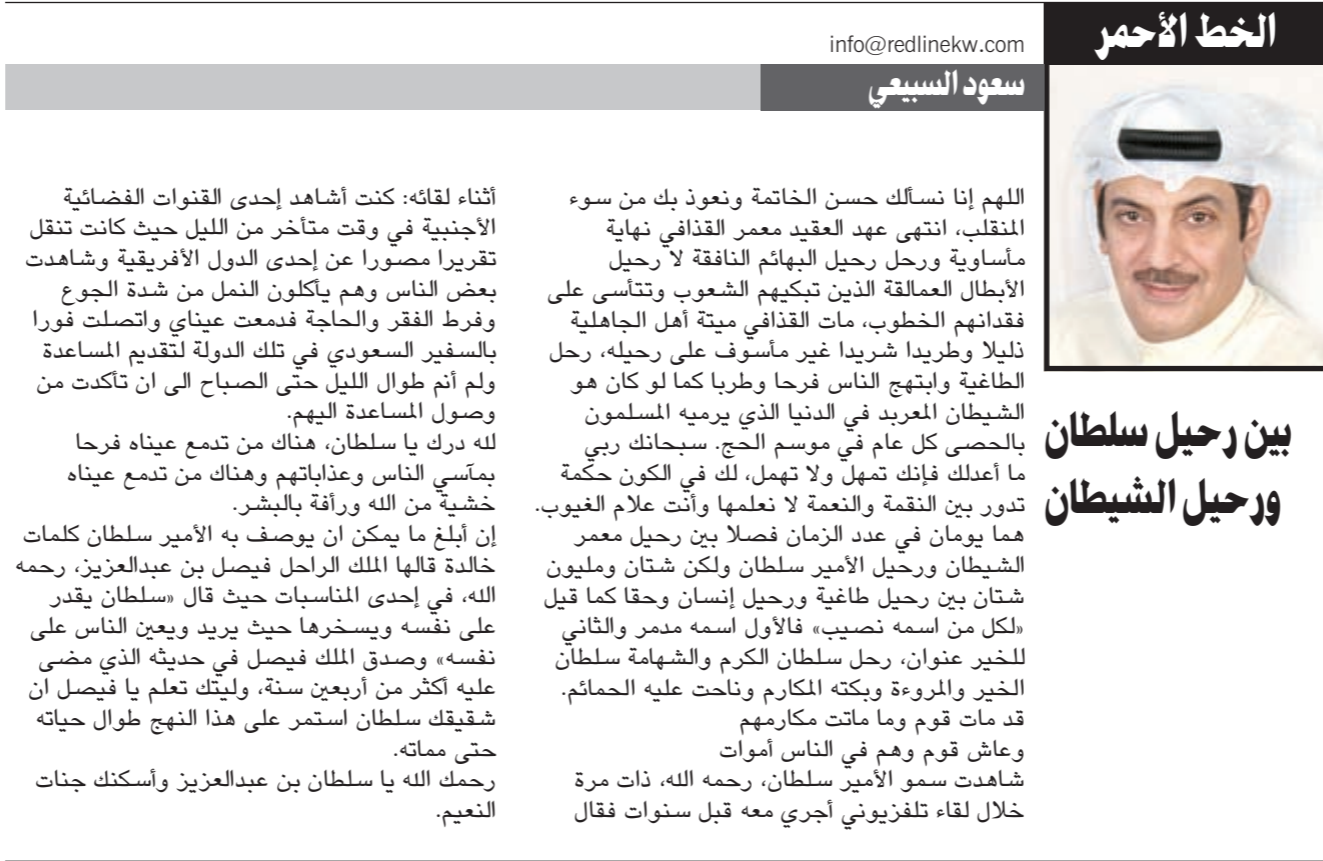 الخط الأحمر
info@redlinekw.com
سعود السبيعي
بين رحيل سلطان
ورحيل الشيطان
اللهم إنا نسألك حسن الخاتمة ونعوذ بك من سوء
المنقلب، انتهى عهد العقيد معمر القذافي نهاية
مأساوية ورحل رحيل البهائم النافقة لا رحيل
الأبطال العمالقة الذين تبكيهم الشعوب وتتأسى على
فقدانهم الخطوب، مات القذافي ميتة أهل الجاهلية
ذليلا وطريدا شريدا غير مأسوف على رحيله، رحل
الطاغية وابتهج الناس فرحا وطربا كما لو كان هو
الشيطان المعربد في الدنيا الذي يرميه المسلمون
بالحصى كل عام في موسم الحج. سبحانك ربي
ما أعدلك فإنك تمهل ولا تهمل، لك في الكون حكمة
تدور بين النقمة والنعمة لا نعلمها وأنت علام الغيوب.
هما يومان في عدد الزمان فصلا بين رحيل معمر
الشيطان ورحيل الأمير سلطان ولكن شتان ومليون
شتان بين رحيل طاغية ورحيل إنسان وحقا كما قيل
«لكل من اسمه نصيب» فالأول اسمه مدمر والثاني
للخير عنوان، رحل سلطان الكرم والشهامة سلطان
الخير والمروءة وبكته المكارم وناحت عليه الحمائم.
قد مات قوم وما ماتت مكارمهم
وعاش قوم وهم في الناس أموات
شاهدت سمو الأمير سلطان، رحمه الله، ذات مرة
خلال لقاء تلفزيوني أجري معه قبل سنوات فقال
أثناء لقائه: كنت أشاهد إحدى القنوات الفضائية
الأجنبية في وقت متأخر من الليل حيث كانت تنقل
تقريرا مصورا عن إحدى الدول الأفريقية وشاهدت
بعض الناس وهم يأكلون النمل من شدة الجوع
وفرط الفقر والحاجة فدمعت عيناي واتصلت فورا
بالسفير السعودي في تلك الدولة لتقديم المساعدة
ولم أنم طوال الليل حتى الصباح الى ان تأكدت من
وصول المساعدة اليهم.
لله درك يا سلطان، هناك من تدمع عيناه فرحا
بمآسي الناس وعذاباتهم وهناك من تدمع عيناه
خشية من الله ورأفة بالبشر.
إن أبلغ ما يمكن ان يوصف به الأمير سلطان كلمات
خالدة قالها الملك الراحل فيصل بن عبدالعزيز، رحمه
الله، في إحدى المناسبات حيث قال «سلطان يقدر
على نفسه ويسخرها حيث يريد ويعين الناس على
نفسه» وصدق الملك فيصل في حديثه الذي مضى
عليه أكثر من أربعين سنة، وليتك تعلم يا فيصل ان
شقيقك سلطان استمر على هذا النهج طوال حياته
حتى مماته.
رحمك الله يا سلطان بن عبدالعزيز وأسكنك جنات
النعيم.